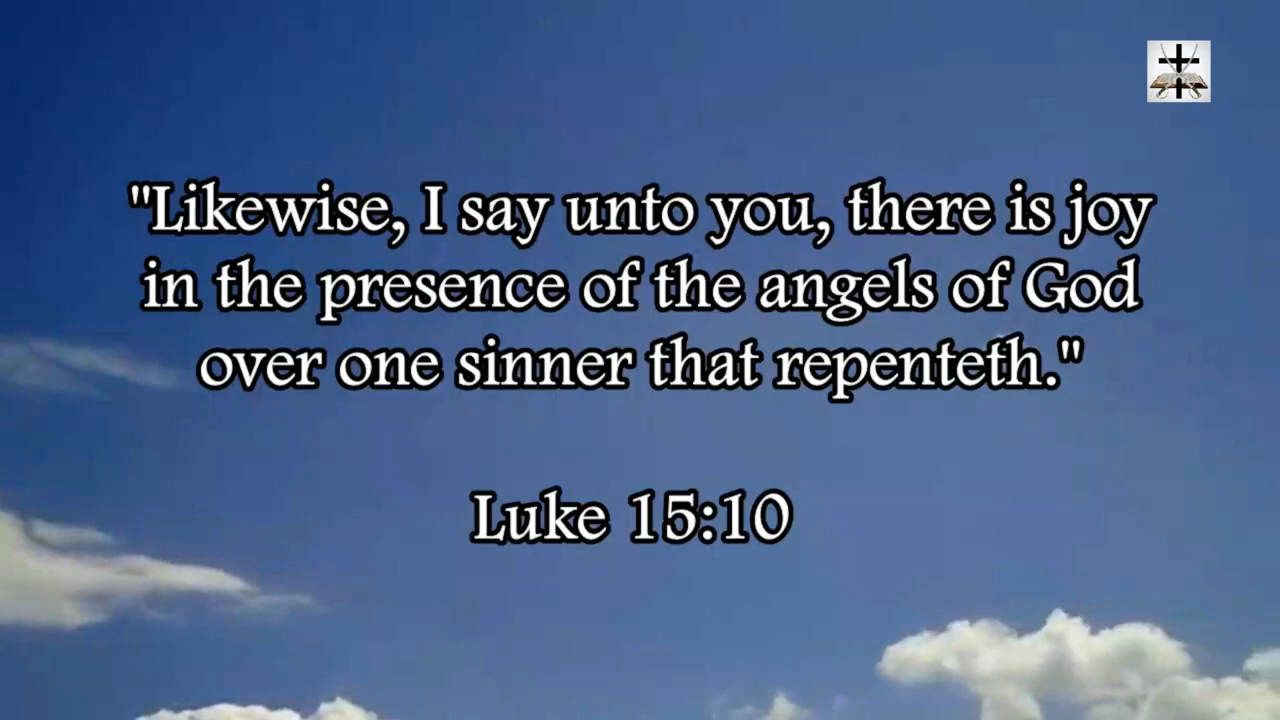 "Likewise, I say unto you, there is joy
in the presence of the angels of God
over one sinner that repenteth."
Luke 15:10